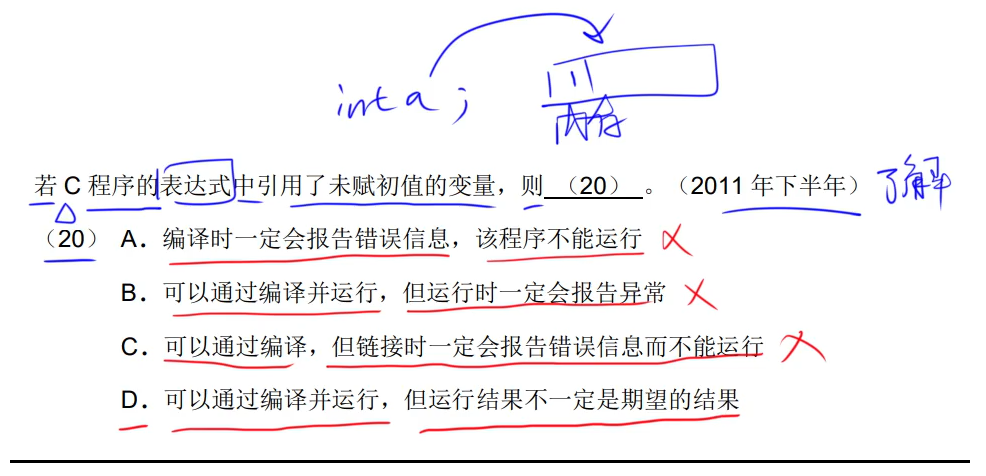 int a;
内存
若 C 程序的表达式中引用了未赋初值的变量，则 （20） 。（2011 年下半年） 了解
（20） A．编译时一定会报告错误信息，该程序不能运行 ×
B．可以通过编译并运行，但运行时一定会报告异常 ×
C．可以通过编译，但链接时一定会报告错误信息而不能运行 ×
D．可以通过编译并运行，但运行结果不一定是期望的结果